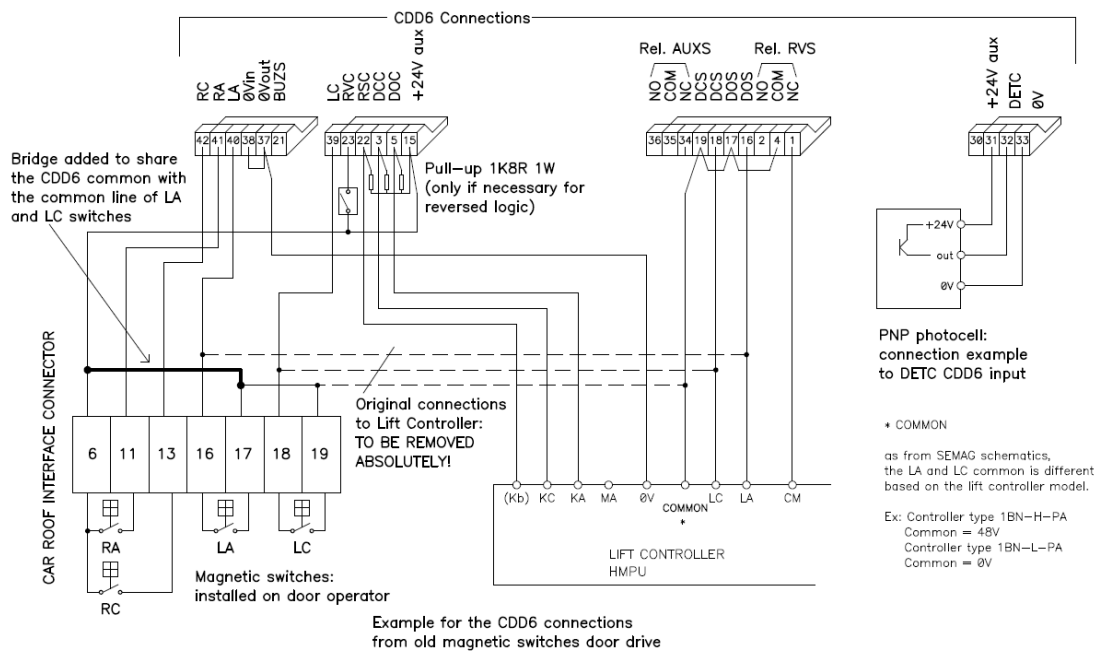 CDD6 Connections
RC RA LA 0Vin 0Vout BUZS
LC RVC RSC DCC DOC +24V aux
Rel. AUXS
Rel. RVS
NO COM NC DCS DCS DOS DOS NO COM NC
+24V aux DETC 0V
42 41 40 38 37 21
39 23 22 3 5 15
36 35 34 19 18 17 16 2 4 1
30 31 32 33
Bridge added to share
the CDD6 common with
the common line of LA
and LC switches
Pull-up 1K8R 1W
(only if necessary for
reversed logic)
+24V
out
0V
PNP photocell:
connection example
to DETC CDD6 input
Original connections
to Lift Controller:
TO BE REMOVED
ABSOLUTELY!
CAR ROOF INTERFACE CONNECTOR
6 11 13 16 17 18 19
RA
LA
LC
RC
Magnetic switches:
installed on door operator
(Kb) KC KA MA 0V COMMON LC LA CM
*
LIFT CONTROLLER
HMPU
* COMMON
as from SEMAG schematics,
the LA and LC common is different
based on the lift controller model.
Ex: Controller type 1BN-H-PA
Common = 48V
Controller type 1BN-L-PA
Common = 0V
Example for the CDD6 connections
from old magnetic switches door drive